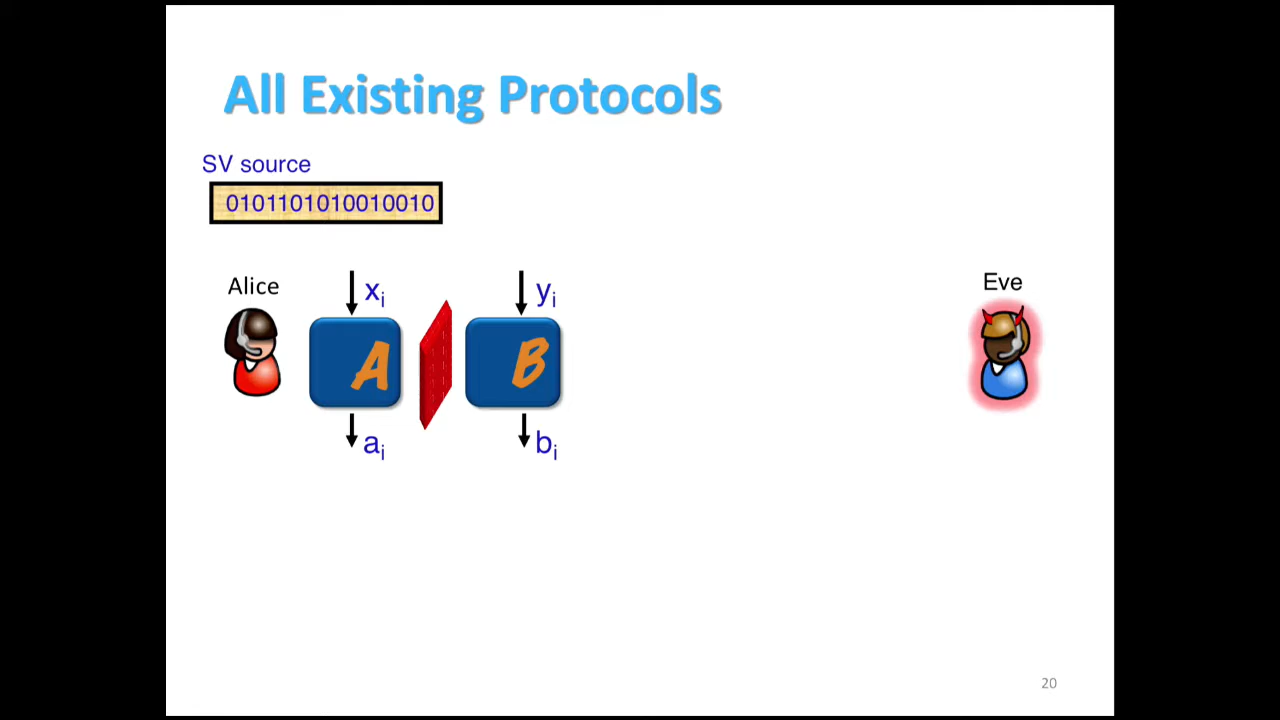 All Existing Protocols
SV source
0101101010010010
Alice
xᵢ
yᵢ
Eve
A
B
aᵢ
bᵢ
20